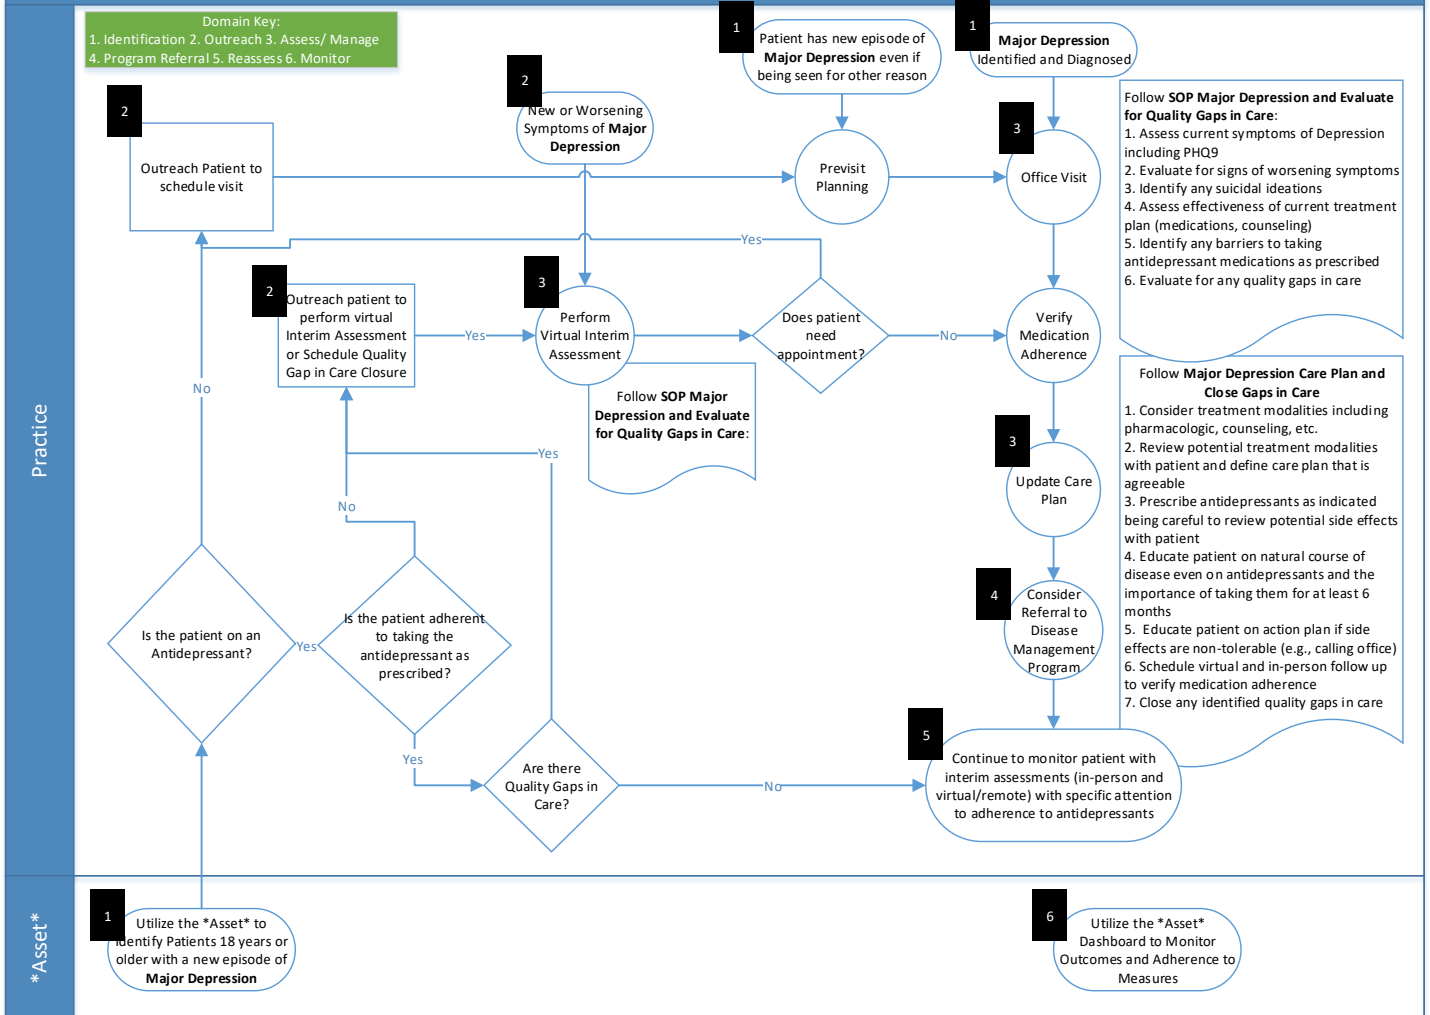 Domain Key:
1. Identification 2. Outreach 3. Assess/ Manage
4. Program Referral 5. Reassess 6. Monitor
Practice
*Asset*
1
Patient has new episode of
Major Depression even if
being seen for other reason
1
Major Depression
Identified and Diagnosed
2
New or Worsening
Symptoms of Major
Depression
2
Outreach Patient to
schedule visit
Previsit
Planning
3
Office Visit
Follow SOP Major Depression and Evaluate
for Quality Gaps in Care:
1. Assess current symptoms of Depression
including PHQ9
2. Evaluate for signs of worsening symptoms
3. Identify any suicidal ideations
4. Assess effectiveness of current treatment
plan (medications, counseling)
5. Identify any barriers to taking
antidepressant medications as prescribed
6. Evaluate for any quality gaps in care
Yes
2
Outreach patient to
perform virtual
Interim Assessment
or Schedule Quality
Gap in Care Closure
Yes
3
Perform
Virtual Interim
Assessment
Does patient
need
appointment?
No
Verify
Medication
Adherence
Follow SOP Major
Depression and Evaluate
for Quality Gaps in Care:
No
Yes
No
3
Update Care
Plan
Follow Major Depression Care Plan and
Close Gaps in Care
1. Consider treatment modalities including
pharmacologic, counseling, etc.
2. Review potential treatment modalities
with patient and define care plan that is
agreeable
3. Prescribe antidepressants as indicated
being careful to review potential side effects
with patient
4. Educate patient on natural course of
disease even on antidepressants and the
importance of taking them for at least 6
months
5.  Educate patient on action plan if side
effects are non-tolerable (e.g., calling office)
6. Schedule virtual and in-person follow up
to verify medication adherence
7. Close any identified quality gaps in care
4
Consider
Referral to
Disease
Management
Program
Is the patient on an
Antidepressant?
Yes
Is the patient adherent
to taking the
antidepressant as
prescribed?
Yes
Are there
Quality Gaps in
Care?
No
5
Continue to monitor patient with
interim assessments (in-person and
virtual/remote) with specific attention
to adherence to antidepressants
1
Utilize the *Asset* to
Identify Patients 18 years or
older with a new episode of
Major Depression
6
Utilize the *Asset*
Dashboard to Monitor
Outcomes and Adherence to
Measures